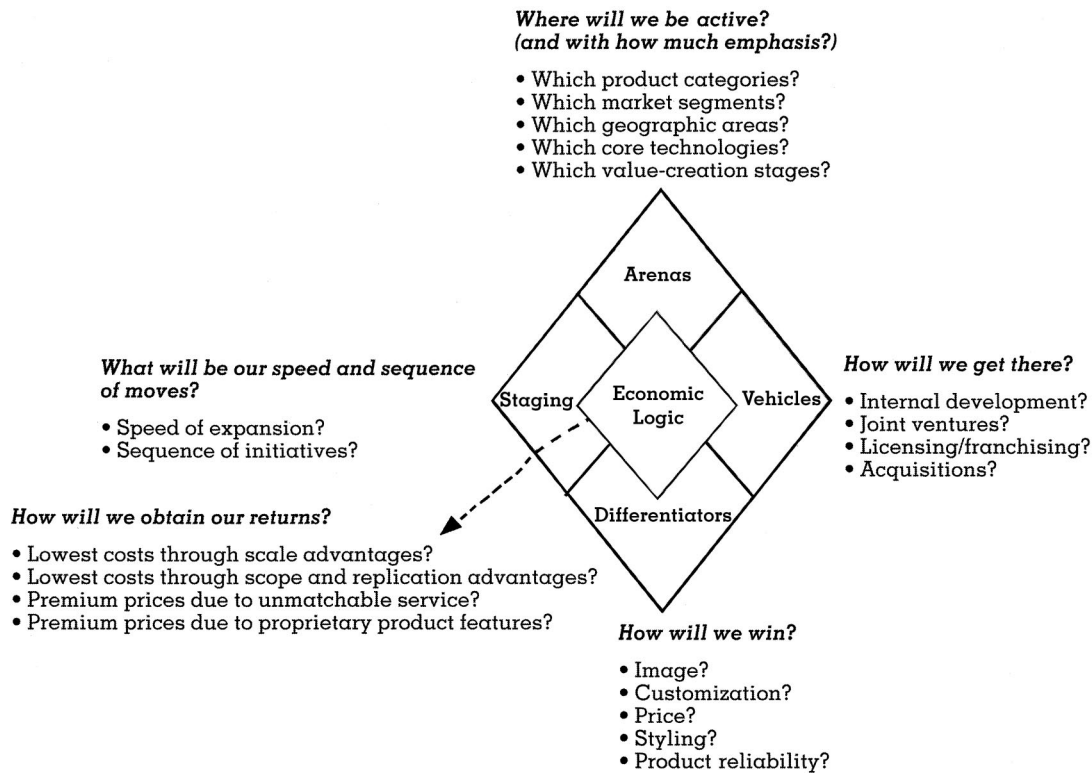 Where will we be active?
(and with how much emphasis?)
• Which product categories?
• Which market segments?
• Which geographic areas?
• Which core technologies?
• Which value-creation stages?
Arenas
What will be our speed and sequence
of moves?
• Speed of expansion?
• Sequence of initiatives?
Staging
Economic
Logic
Vehicles
How will we get there?
• Internal development?
• Joint ventures?
• Licensing/franchising?
• Acquisitions?
Differentiators
How will we obtain our returns?
• Lowest costs through scale advantages?
• Lowest costs through scope and replication advantages?
• Premium prices due to unmatchable service?
• Premium prices due to proprietary product features?
How will we win?
• Image?
• Customization?
• Price?
• Styling?
• Product reliability?